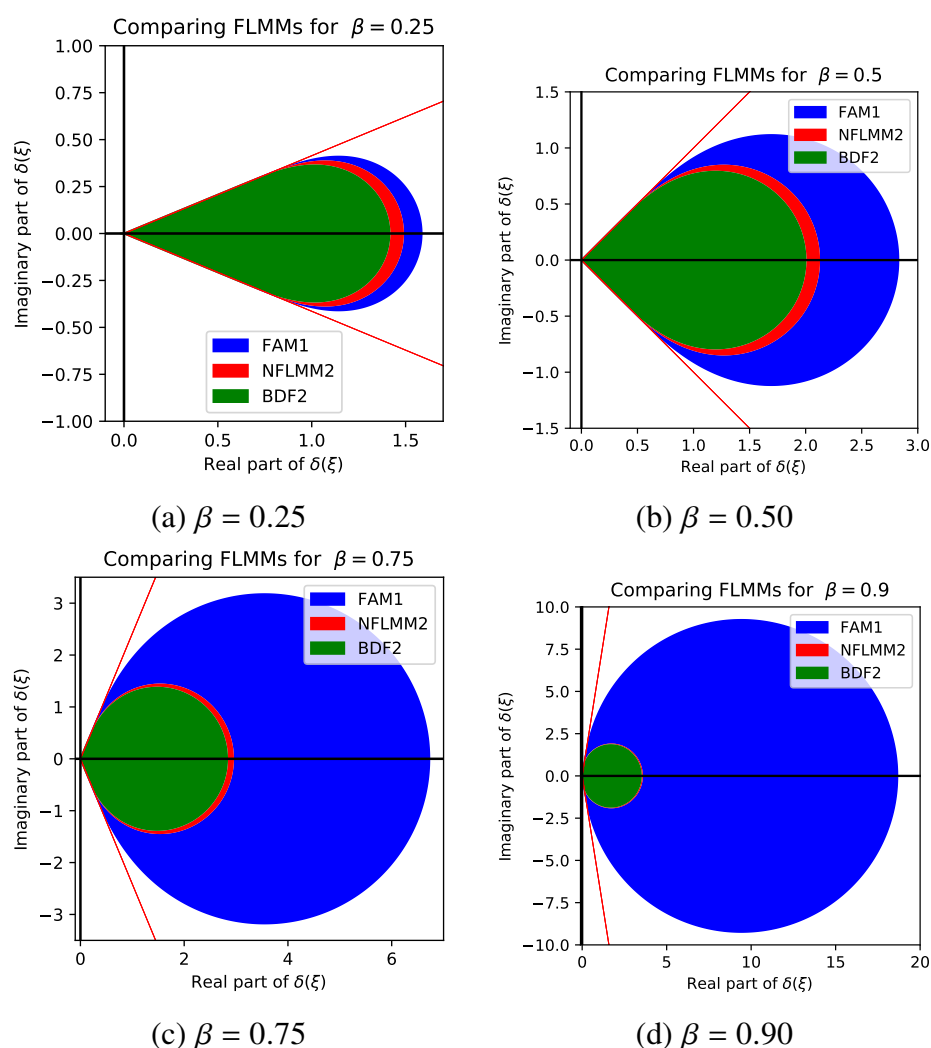 Comparing FLMMs for β = 0.25
1.00
0.75
0.50
0.25
0.00
−0.25
−0.50
−0.75
−1.00
Imaginary part of δ(ξ)
FAM1
NFLMM2
BDF2
0.0 0.5 1.0 1.5
Real part of δ(ξ)
(a) β = 0.25
Comparing FLMMs for β = 0.5
1.5
1.0
0.5
0.0
−0.5
−1.0
−1.5
Imaginary part of δ(ξ)
FAM1
NFLMM2
BDF2
0.0 0.5 1.0 1.5 2.0 2.5 3.0
Real part of δ(ξ)
(b) β = 0.50
Comparing FLMMs for β = 0.75
3
2
1
0
−1
−2
−3
Imaginary part of δ(ξ)
FAM1
NFLMM2
BDF2
0 2 4 6
Real part of δ(ξ)
(c) β = 0.75
Comparing FLMMs for β = 0.9
10.0
7.5
5.0
2.5
0.0
−2.5
−5.0
−7.5
−10.0
Imaginary part of δ(ξ)
FAM1
NFLMM2
BDF2
0 5 10 15 20
Real part of δ(ξ)
(d) β = 0.90